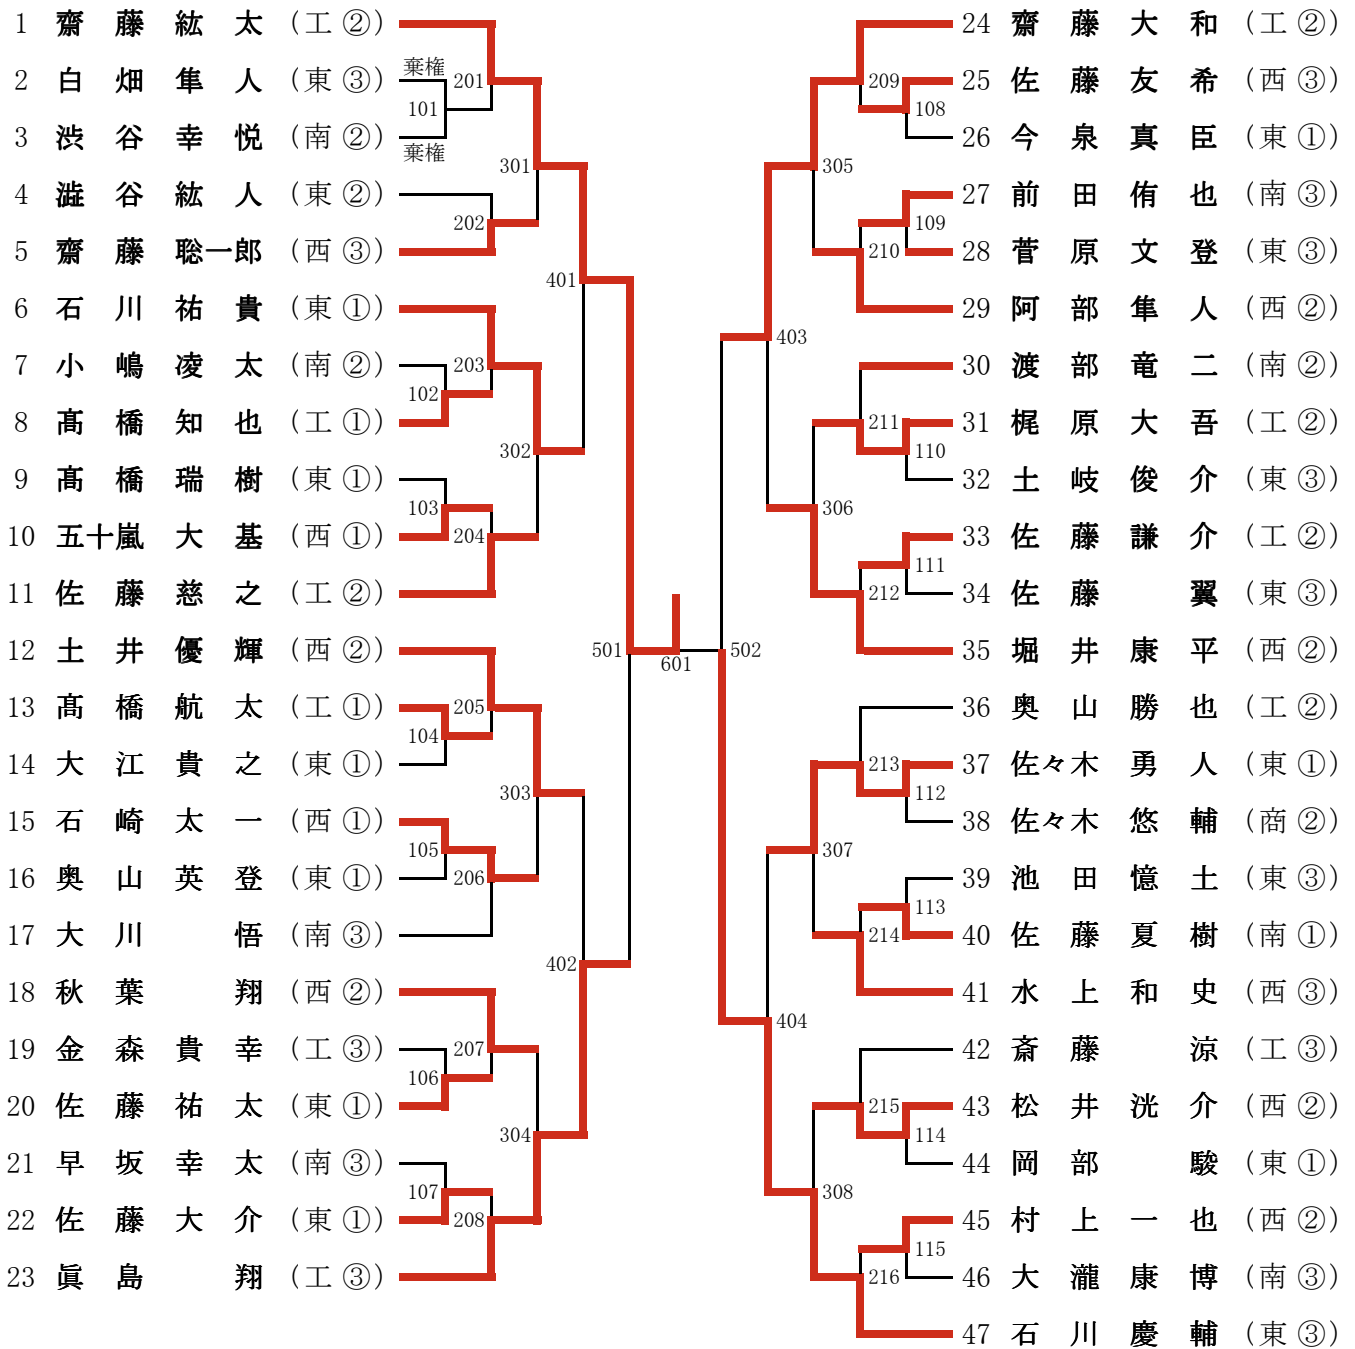 1 齋藤紘太 (工②)
2 白畑隼人 (東③)
3 渋谷幸悦 (南②)
4 澁谷紘人 (東②)
5 齋藤聡一郎 (西③)
6 石川祐貴 (東①)
7 小嶋凌太 (南②)
8 髙橋知也 (工①)
9 髙橋瑞樹 (東①)
10 五十嵐大基 (西①)
11 佐藤慈之 (工②)
12 土井優輝 (西②)
13 髙橋航太 (工①)
14 大江貴之 (東①)
15 石崎太一 (西①)
16 奥山英登 (東①)
17 大川悟 (南③)
18 秋葉翔 (西②)
19 金森貴幸 (工③)
20 佐藤祐太 (東①)
21 早坂幸太 (南③)
22 佐藤大介 (東①)
23 眞島翔 (工③)
棄権
101
棄権
102
103
104
105
106
107
201
202
203
204
205
206
207
208
301
302
303
304
401
402
501
601
502
403
404
305
306
307
308
209
210
211
212
213
214
215
216
108
109
110
111
112
113
114
115
24 齋藤大和 (工②)
25 佐藤友希 (西③)
26 今泉真臣 (東①)
27 前田侑也 (南③)
28 菅原文登 (東③)
29 阿部隼人 (西②)
30 渡部竜二 (南②)
31 梶原大吾 (工②)
32 土岐俊介 (東③)
33 佐藤謙介 (工②)
34 佐藤翼 (東③)
35 堀井康平 (西②)
36 奥山勝也 (工②)
37 佐々木勇人 (東①)
38 佐々木悠輔 (商②)
39 池田憶土 (東③)
40 佐藤夏樹 (南①)
41 水上和史 (西③)
42 斎藤涼 (工③)
43 松井洸介 (西②)
44 岡部駿 (東①)
45 村上一也 (西②)
46 大瀧康博 (南③)
47 石川慶輔 (東③)